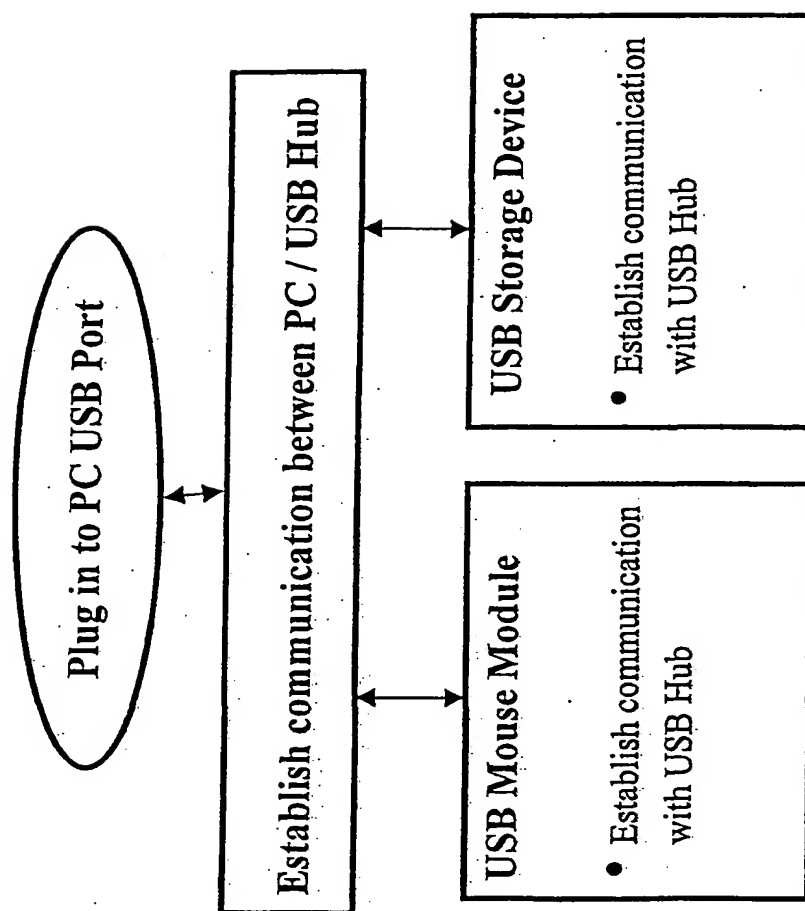 Plug in to PC USB Port
Establish communication between PC / USB Hub
USB Mouse Module
• Establish communication
with USB Hub
USB Storage Device
• Establish communication
with USB Hub